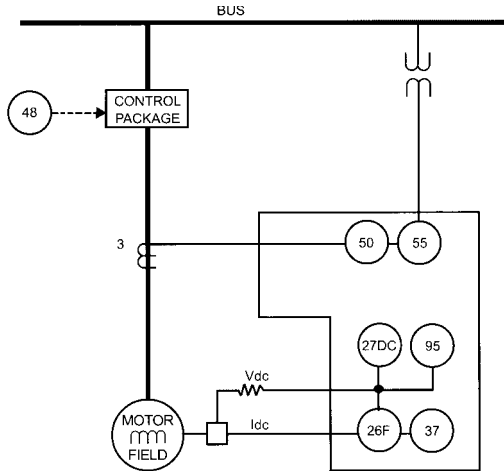 BUS
48
CONTROL
PACKAGE
3
50
55
27DC
95
Vdc
MOTOR
FIELD
Idc
26F
37